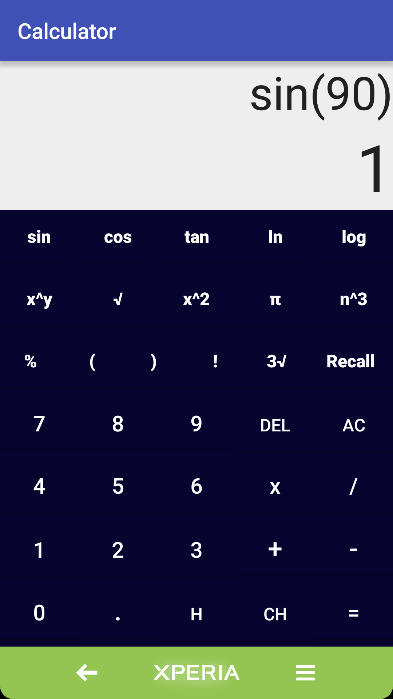 Calculator
sin(90)
1
sin cos tan ln log
x^y √ x^2 π n^3
% ( ) ! 3√ Recall
7 8 9 DEL AC
4 5 6 x /
1 2 3 + -
0 . H CH =
XPERIA